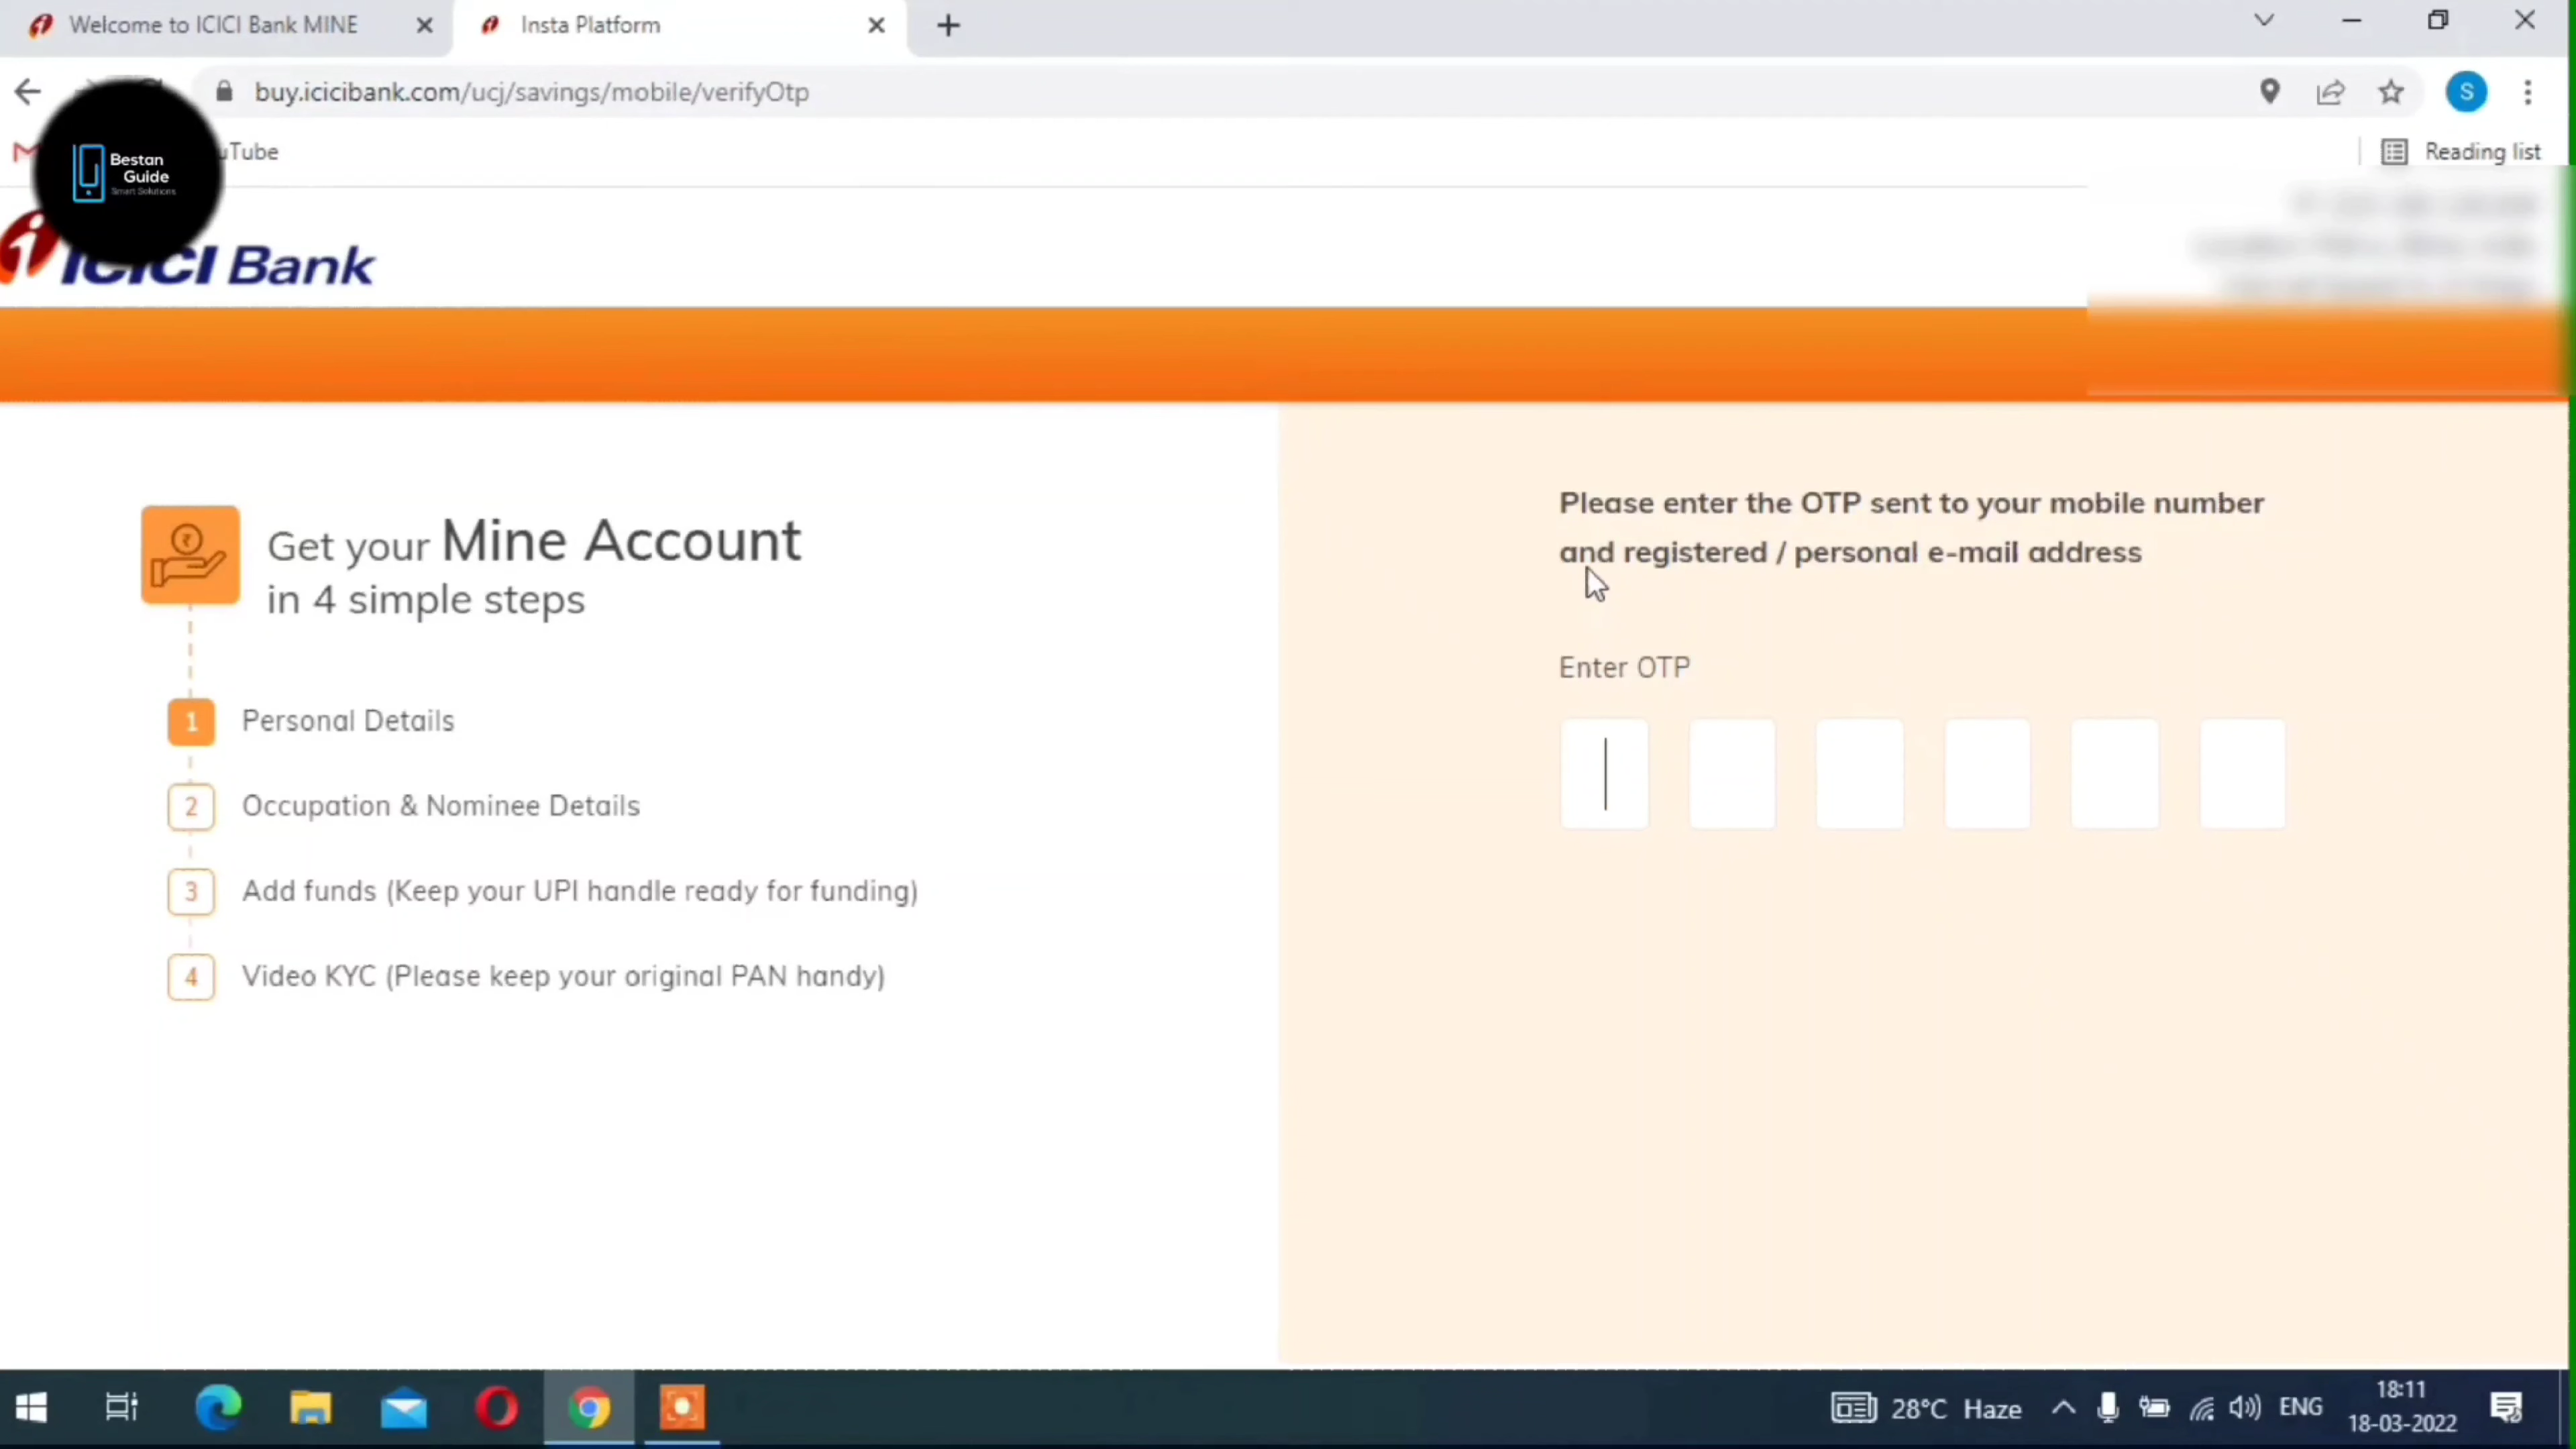 Welcome to ICICI Bank MINE
Insta Platform
buy.icicibank.com/ucj/savings/mobile/verifyOtp
S
uTube
Reading list
Bestan
Guide
Smart Solutions
ICICI Bank
Get your Mine Account
in 4 simple steps
1 Personal Details
2 Occupation & Nominee Details
3 Add funds (Keep your UPI handle ready for funding)
4 Video KYC (Please keep your original PAN handy)
Please enter the OTP sent to your mobile number
and registered / personal e-mail address
Enter OTP
28°C Haze
ENG
18:11
18-03-2022